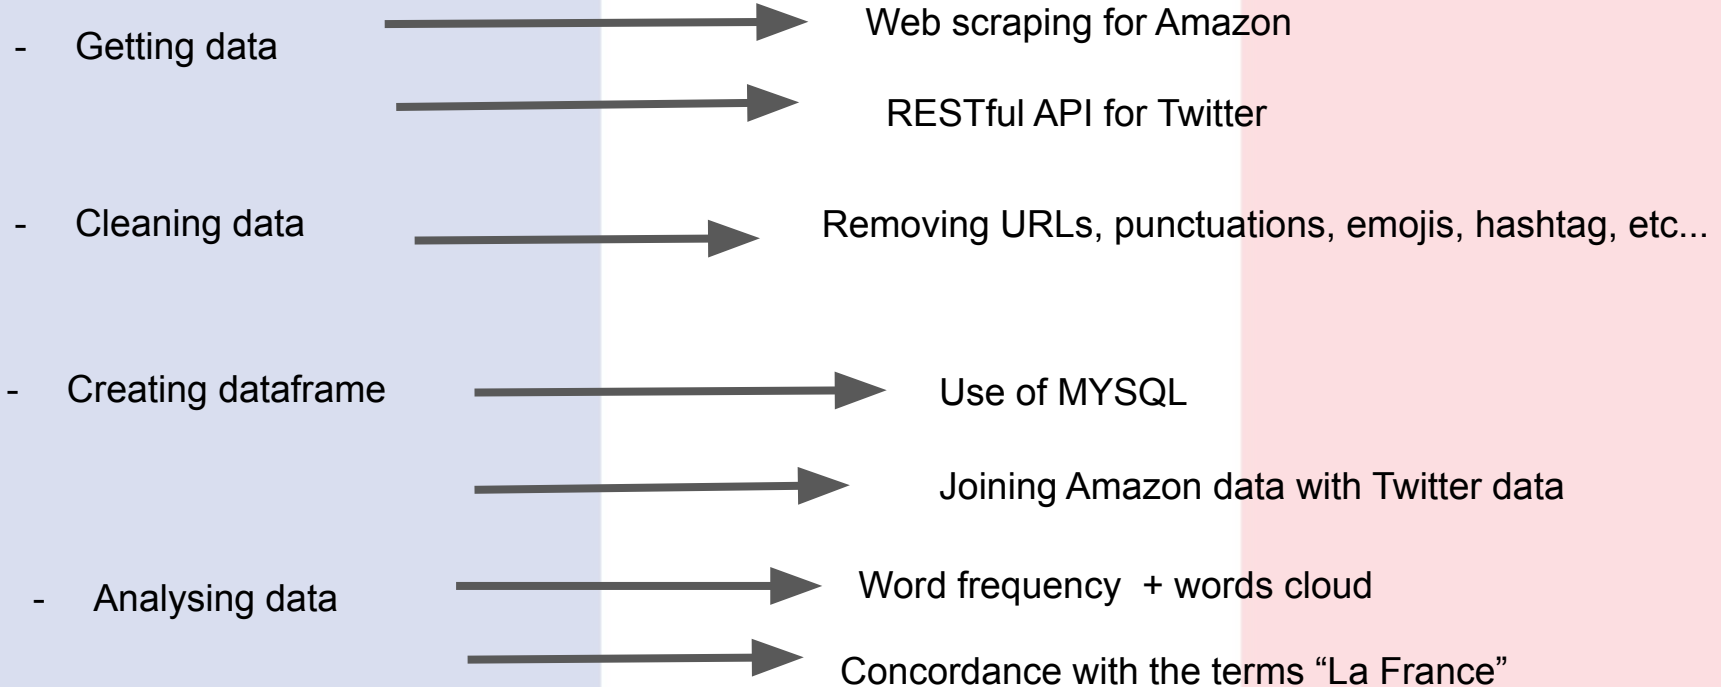 - Getting data
Web scraping for Amazon
RESTful API for Twitter
- Cleaning data
Removing URLs, punctuations, emojis, hashtag, etc...
- Creating dataframe
Use of MYSQL
Joining Amazon data with Twitter data
- Analysing data
Word frequency + words cloud
Concordance with the terms “La France”